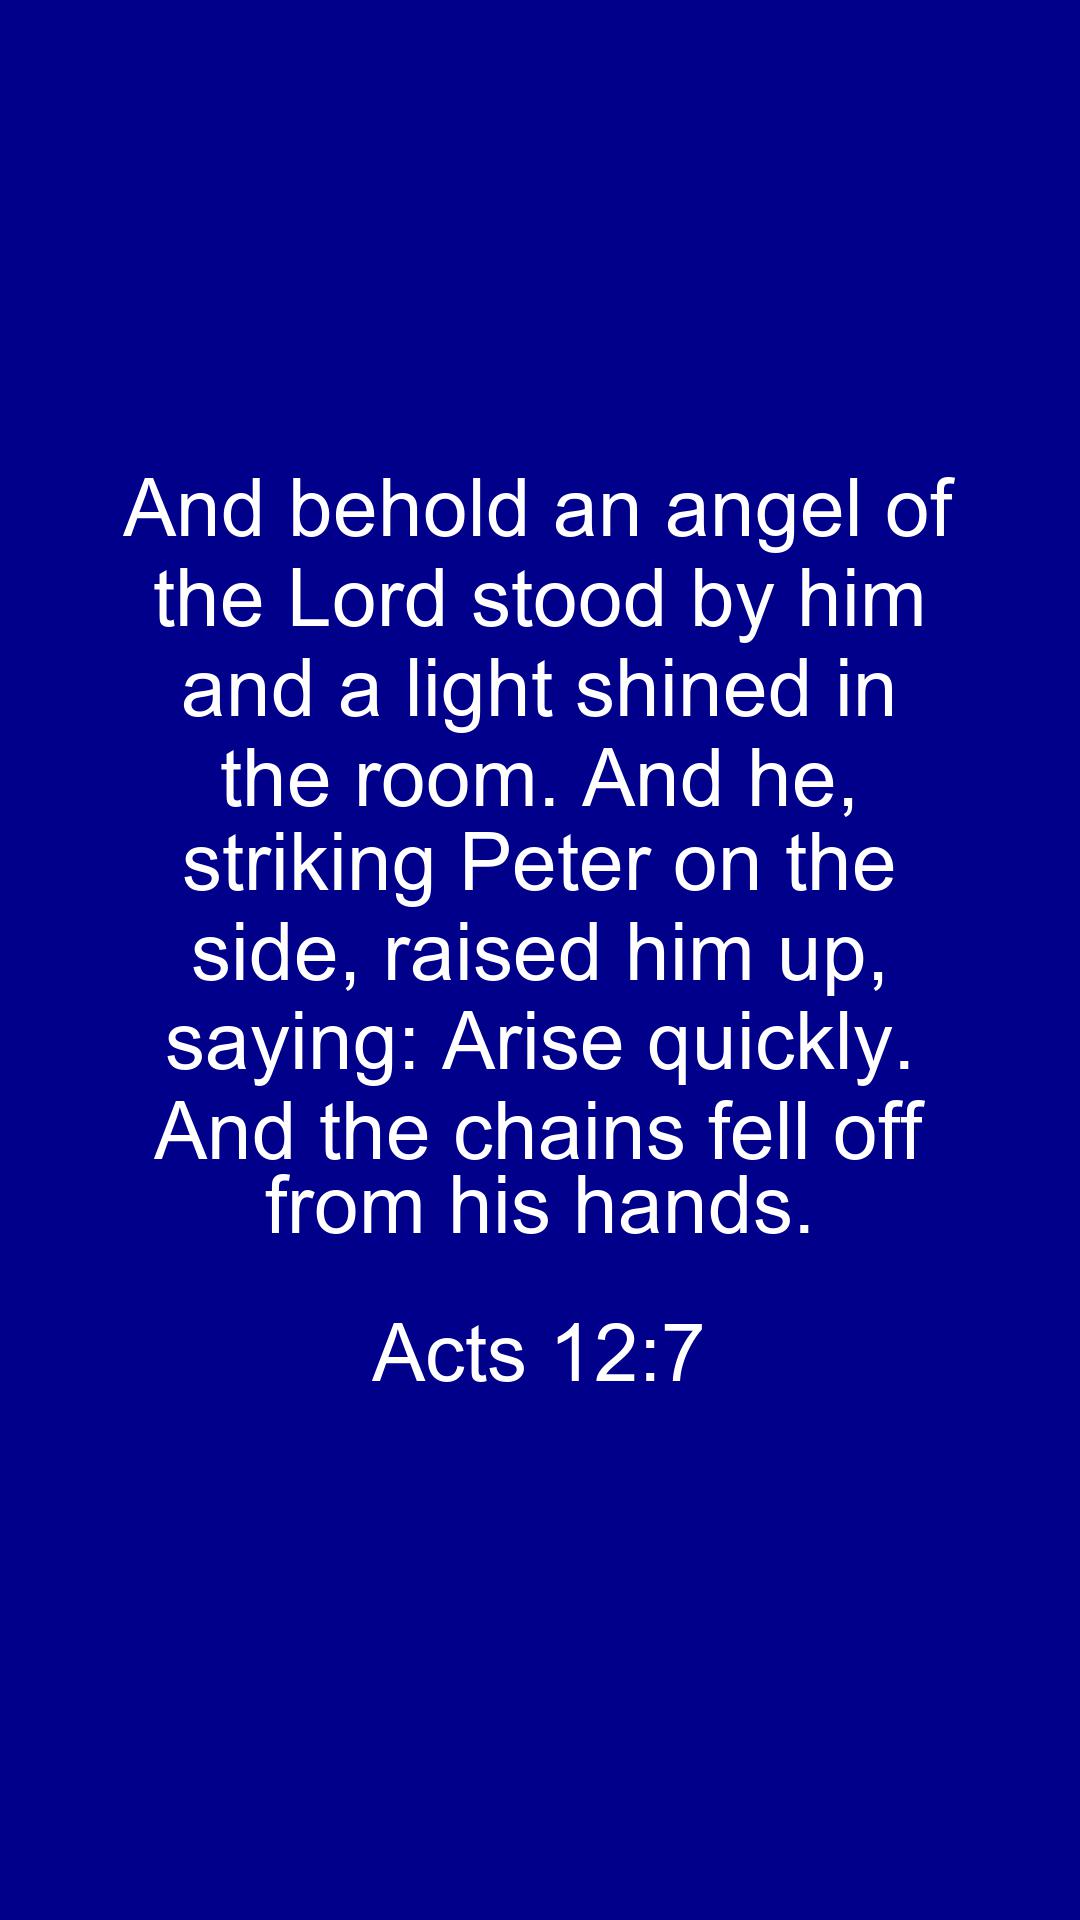 And behold an angel of
the Lord stood by him
and a light shined in
the room. And he,
striking Peter on the
side, raised him up,
saying: Arise quickly.
And the chains fell off
from his hands.
Acts 12:7